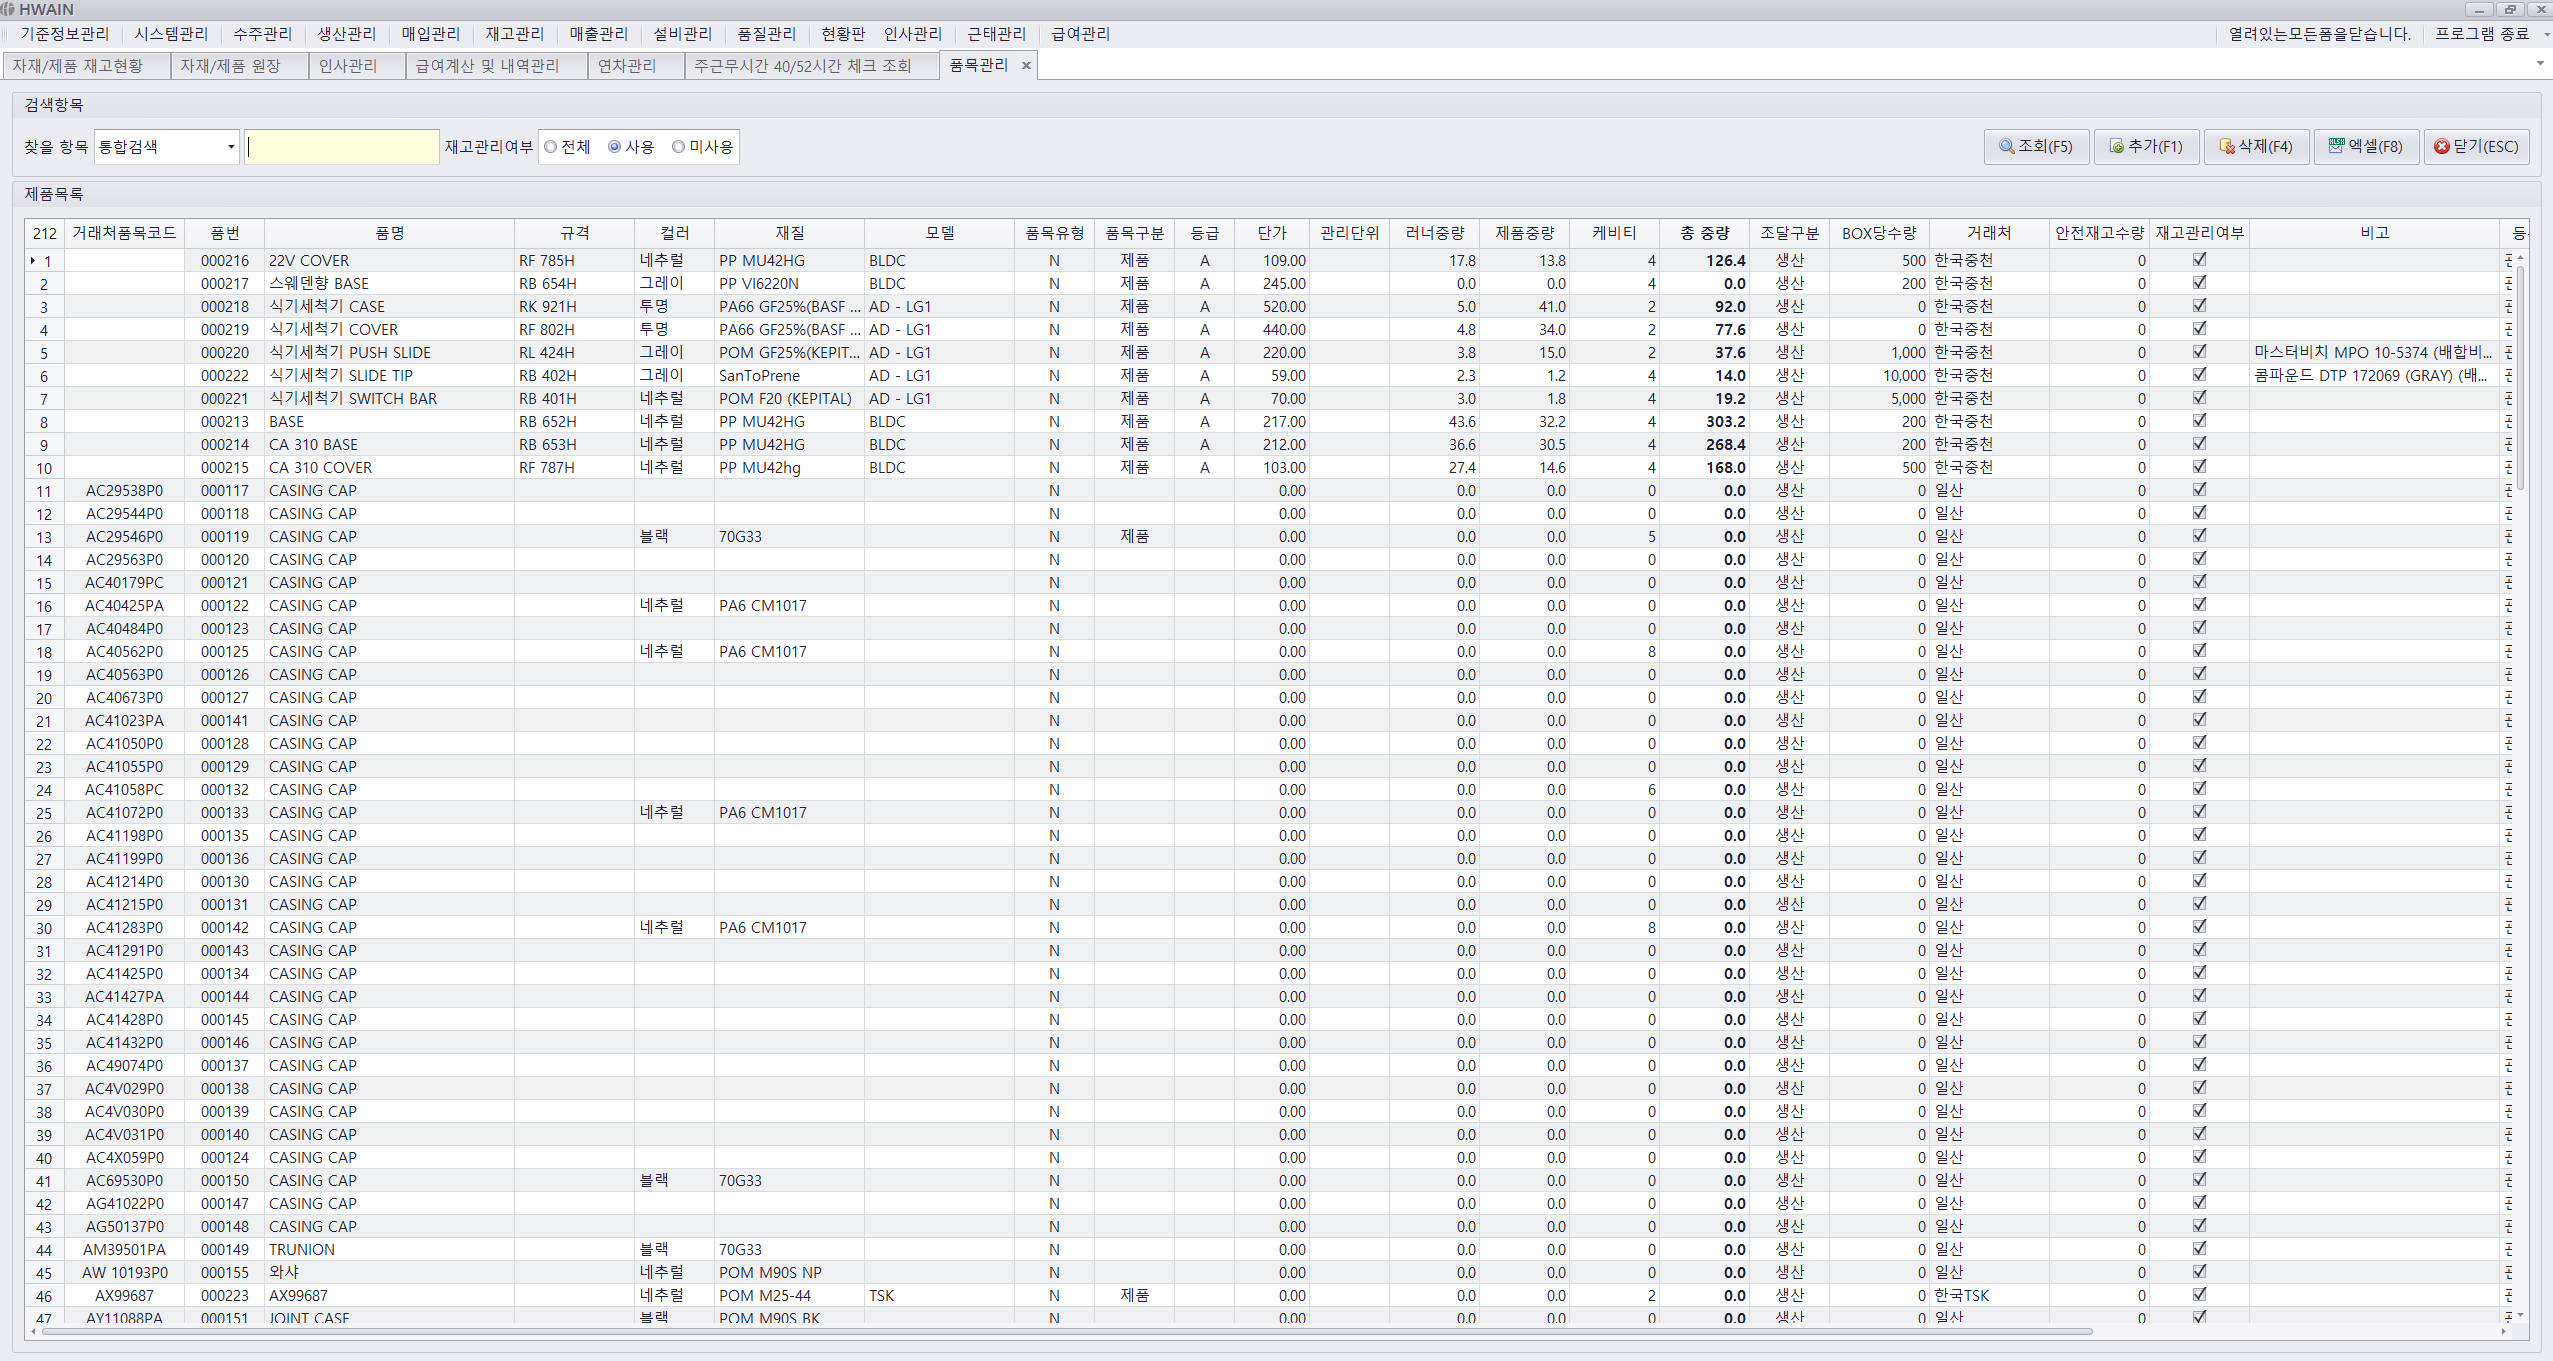 HWAIN
기준정보관리 시스템관리 수주관리 생산관리 매입관리 재고관리 매출관리 설비관리 품질관리 현황판 인사관리 근태관리 급여관리 열려있는모든폼을닫습니다. 프로그램 종료
자재/제품 재고현황 자재/제품 원장 인사관리 급여계산 및 내역관리 연차관리 주근무시간 40/52시간 체크 조회 품목관리
검색항목
찾을 항목 통합검색 재고관리여부 전체 사용 미사용 조회(F5) 추가(F1) 삭제(F4) 엑셀(F8) 닫기(ESC)
제품목록
212 거래처품목코드 품번 품명 규격 컬러 재질 모델 품목유형 품목구분 등급 단가 관리단위 러너중량 제품중량 케비티 총 중량 조달구분 BOX당수량 거래처 안전재고수량 재고관리여부 비고
1 000216 22V COVER RF 785H 네추럴 PP MU42HG BLDC N 제품 A 109.00 17.8 13.8 4 126.4 생산 500 한국중천 0
2 000217 스웨덴향 BASE RB 654H 그레이 PP VI6220N BLDC N 제품 A 245.00 0.0 0.0 4 0.0 생산 200 한국중천 0
3 000218 식기세척기 CASE RK 921H 투명 PA66 GF25%(BASF ... AD - LG1 N 제품 A 520.00 5.0 41.0 2 92.0 생산 0 한국중천 0
4 000219 식기세척기 COVER RF 802H 투명 PA66 GF25%(BASF ... AD - LG1 N 제품 A 440.00 4.8 34.0 2 77.6 생산 0 한국중천 0
5 000220 식기세척기 PUSH SLIDE RL 424H 그레이 POM GF25%(KEPIT... AD - LG1 N 제품 A 220.00 3.8 15.0 2 37.6 생산 1,000 한국중천 0 마스터비치 MPO 10-5374 (배합비...
6 000222 식기세척기 SLIDE TIP RB 402H 그레이 SanToPrene AD - LG1 N 제품 A 59.00 2.3 1.2 4 14.0 생산 10,000 한국중천 0 콤파운드 DTP 172069 (GRAY) (배...
7 000221 식기세척기 SWITCH BAR RB 401H 네추럴 POM F20 (KEPITAL) AD - LG1 N 제품 A 70.00 3.0 1.8 4 19.2 생산 5,000 한국중천 0
8 000213 BASE RB 652H 네추럴 PP MU42HG BLDC N 제품 A 217.00 43.6 32.2 4 303.2 생산 200 한국중천 0
9 000214 CA 310 BASE RB 653H 네추럴 PP MU42HG BLDC N 제품 A 212.00 36.6 30.5 4 268.4 생산 200 한국중천 0
10 000215 CA 310 COVER RF 787H 네추럴 PP MU42hg BLDC N 제품 A 103.00 27.4 14.6 4 168.0 생산 500 한국중천 0
11 AC29538P0 000117 CASING CAP N 0.00 0.0 0.0 0 0.0 생산 0 일산 0
12 AC29544P0 000118 CASING CAP N 0.00 0.0 0.0 0 0.0 생산 0 일산 0
13 AC29546P0 000119 CASING CAP 블랙 70G33 N 제품 0.00 0.0 0.0 5 0.0 생산 0 일산 0
14 AC29563P0 000120 CASING CAP N 0.00 0.0 0.0 0 0.0 생산 0 일산 0
15 AC40179PC 000121 CASING CAP N 0.00 0.0 0.0 0 0.0 생산 0 일산 0
16 AC40425PA 000122 CASING CAP 네추럴 PA6 CM1017 N 0.00 0.0 0.0 0 0.0 생산 0 일산 0
17 AC40484P0 000123 CASING CAP N 0.00 0.0 0.0 0 0.0 생산 0 일산 0
18 AC40562P0 000125 CASING CAP 네추럴 PA6 CM1017 N 0.00 0.0 0.0 8 0.0 생산 0 일산 0
19 AC40563P0 000126 CASING CAP N 0.00 0.0 0.0 0 0.0 생산 0 일산 0
20 AC40673P0 000127 CASING CAP N 0.00 0.0 0.0 0 0.0 생산 0 일산 0
21 AC41023PA 000141 CASING CAP N 0.00 0.0 0.0 0 0.0 생산 0 일산 0
22 AC41050P0 000128 CASING CAP N 0.00 0.0 0.0 0 0.0 생산 0 일산 0
23 AC41055P0 000129 CASING CAP N 0.00 0.0 0.0 0 0.0 생산 0 일산 0
24 AC41058PC 000132 CASING CAP N 0.00 0.0 0.0 6 0.0 생산 0 일산 0
25 AC41072P0 000133 CASING CAP 네추럴 PA6 CM1017 N 0.00 0.0 0.0 0 0.0 생산 0 일산 0
26 AC41198P0 000135 CASING CAP N 0.00 0.0 0.0 0 0.0 생산 0 일산 0
27 AC41199P0 000136 CASING CAP N 0.00 0.0 0.0 0 0.0 생산 0 일산 0
28 AC41214P0 000130 CASING CAP N 0.00 0.0 0.0 0 0.0 생산 0 일산 0
29 AC41215P0 000131 CASING CAP N 0.00 0.0 0.0 0 0.0 생산 0 일산 0
30 AC41283P0 000142 CASING CAP 네추럴 PA6 CM1017 N 0.00 0.0 0.0 8 0.0 생산 0 일산 0
31 AC41291P0 000143 CASING CAP N 0.00 0.0 0.0 0 0.0 생산 0 일산 0
32 AC41425P0 000134 CASING CAP N 0.00 0.0 0.0 0 0.0 생산 0 일산 0
33 AC41427PA 000144 CASING CAP N 0.00 0.0 0.0 0 0.0 생산 0 일산 0
34 AC41428P0 000145 CASING CAP N 0.00 0.0 0.0 0 0.0 생산 0 일산 0
35 AC41432P0 000146 CASING CAP N 0.00 0.0 0.0 0 0.0 생산 0 일산 0
36 AC49074P0 000137 CASING CAP N 0.00 0.0 0.0 0 0.0 생산 0 일산 0
37 AC4V029P0 000138 CASING CAP N 0.00 0.0 0.0 0 0.0 생산 0 일산 0
38 AC4V030P0 000139 CASING CAP N 0.00 0.0 0.0 0 0.0 생산 0 일산 0
39 AC4V031P0 000140 CASING CAP N 0.00 0.0 0.0 0 0.0 생산 0 일산 0
40 AC4X059P0 000124 CASING CAP N 0.00 0.0 0.0 0 0.0 생산 0 일산 0
41 AC69530P0 000150 CASING CAP 블랙 70G33 N 0.00 0.0 0.0 0 0.0 생산 0 일산 0
42 AG41022P0 000147 CASING CAP N 0.00 0.0 0.0 0 0.0 생산 0 일산 0
43 AG50137P0 000148 CASING CAP N 0.00 0.0 0.0 0 0.0 생산 0 일산 0
44 AM39501PA 000149 TRUNION 블랙 70G33 N 0.00 0.0 0.0 0 0.0 생산 0 일산 0
45 AW 10193P0 000155 와샤 네추럴 POM M90S NP N 0.00 0.0 0.0 0 0.0 생산 0 일산 0
46 AX99687 000223 AX99687 네추럴 POM M25-44 TSK N 제품 0.00 0.0 0.0 2 0.0 생산 0 한국TSK 0
47 AY11088PA 000151 JOINT CASE 블랙 POM M90S BK N 0.00 0.0 0.0 0 0.0 생산 0 일산 0